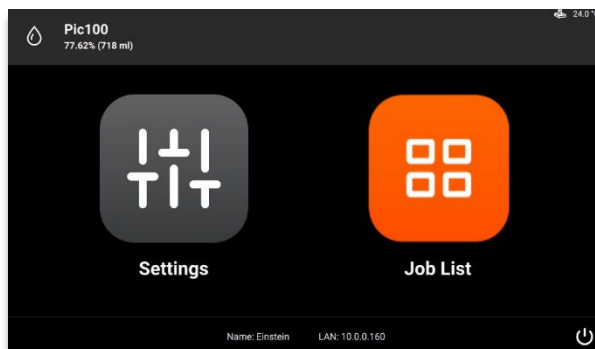 Pic100
77.62% (718 ml)
24.0 °
Settings
Job List
Name: Einstein LAN: 10.0.0.160